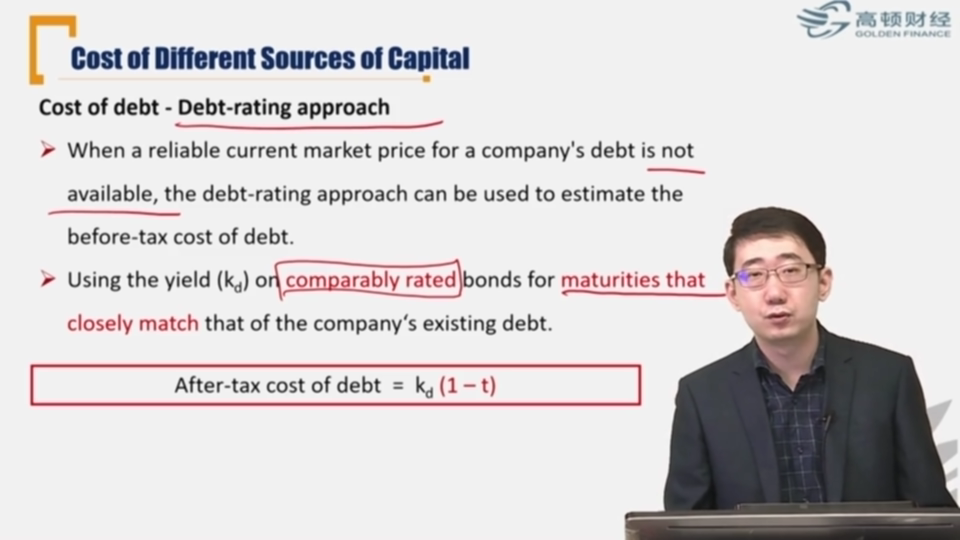 高顿财经
GOLDEN FINANCE
Cost of Different Sources of Capital
Cost of debt - Debt-rating approach
When a reliable current market price for a company's debt is not
available, the debt-rating approach can be used to estimate the
before-tax cost of debt.
Using the yield (kd) on comparably rated bonds for maturities that
closely match that of the company‘s existing debt.
After-tax cost of debt = kd (1 – t)